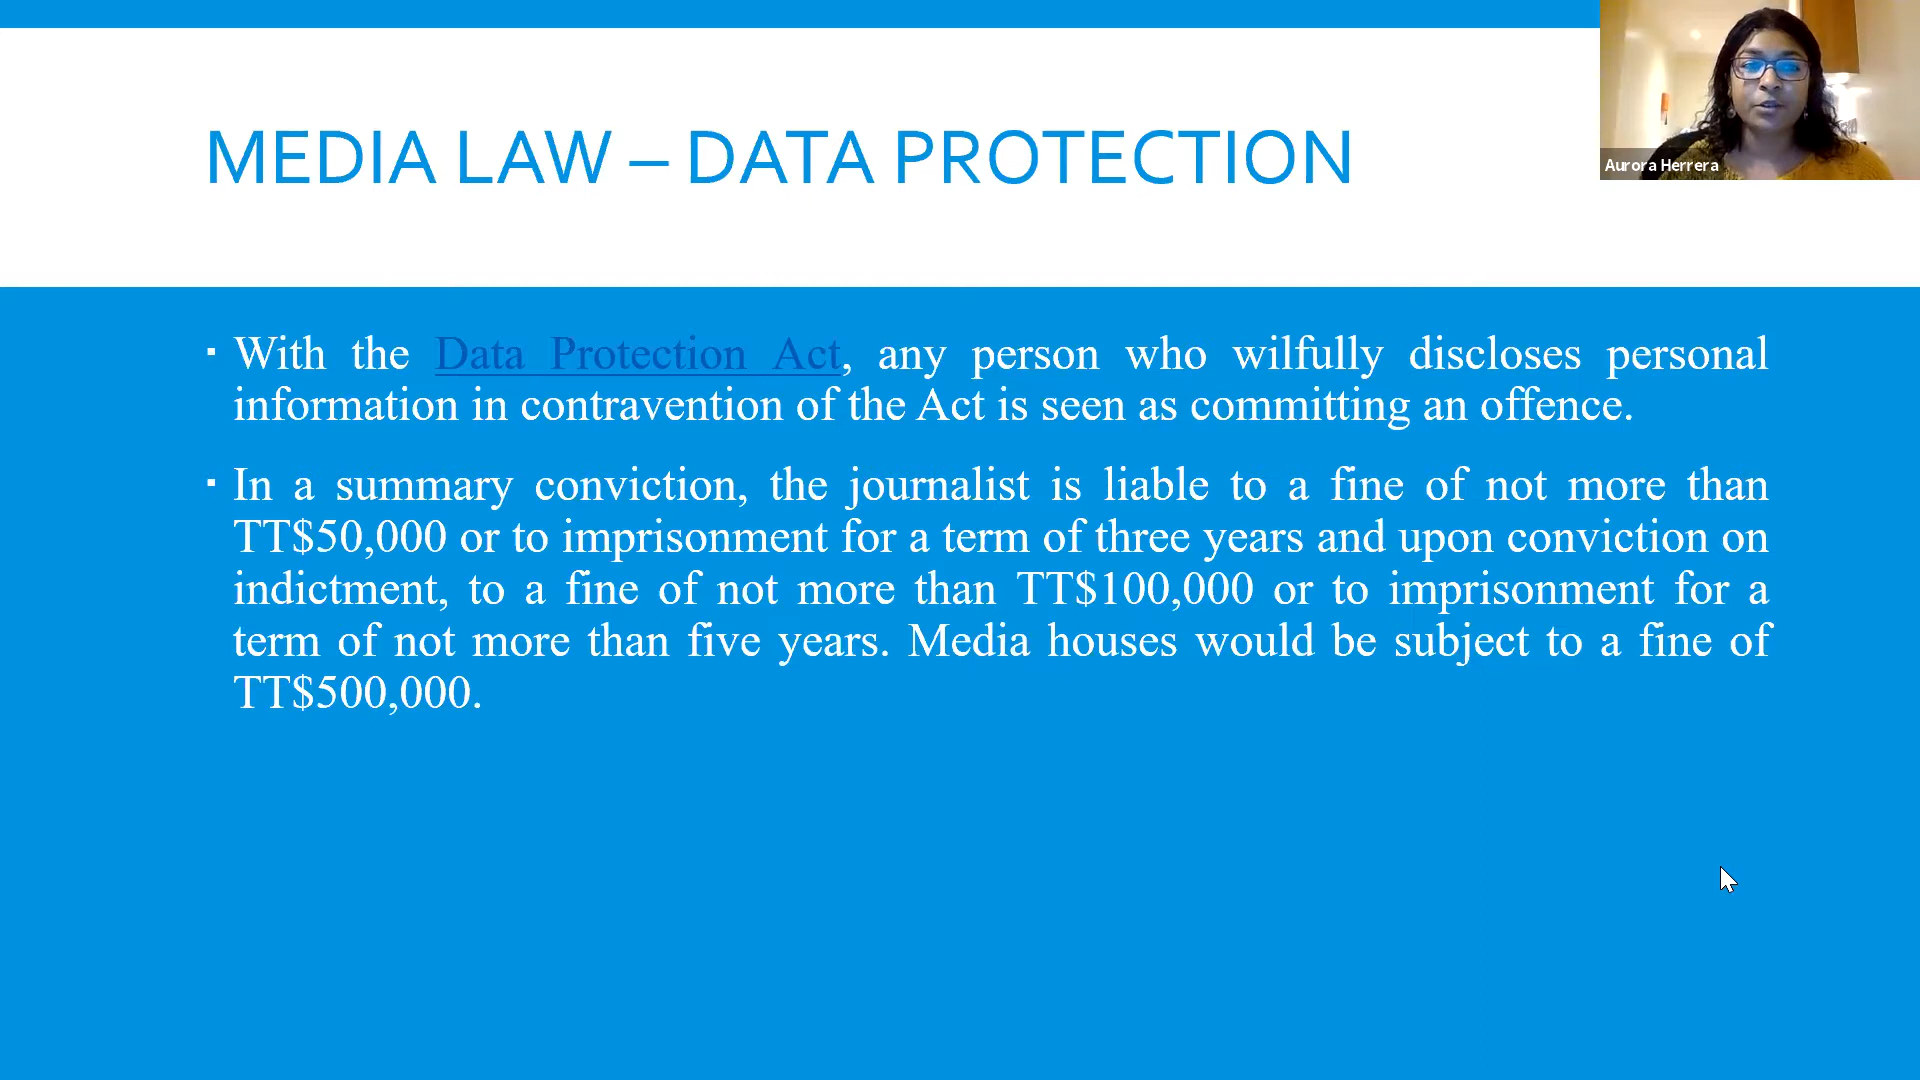 MEDIA LAW – DATA PROTECTION
Aurora Herrera
▪ With the Data Protection Act, any person who wilfully discloses personal
information in contravention of the Act is seen as committing an offence.
▪ In a summary conviction, the journalist is liable to a fine of not more than
TT$50,000 or to imprisonment for a term of three years and upon conviction on
indictment, to a fine of not more than TT$100,000 or to imprisonment for a
term of not more than five years. Media houses would be subject to a fine of
TT$500,000.